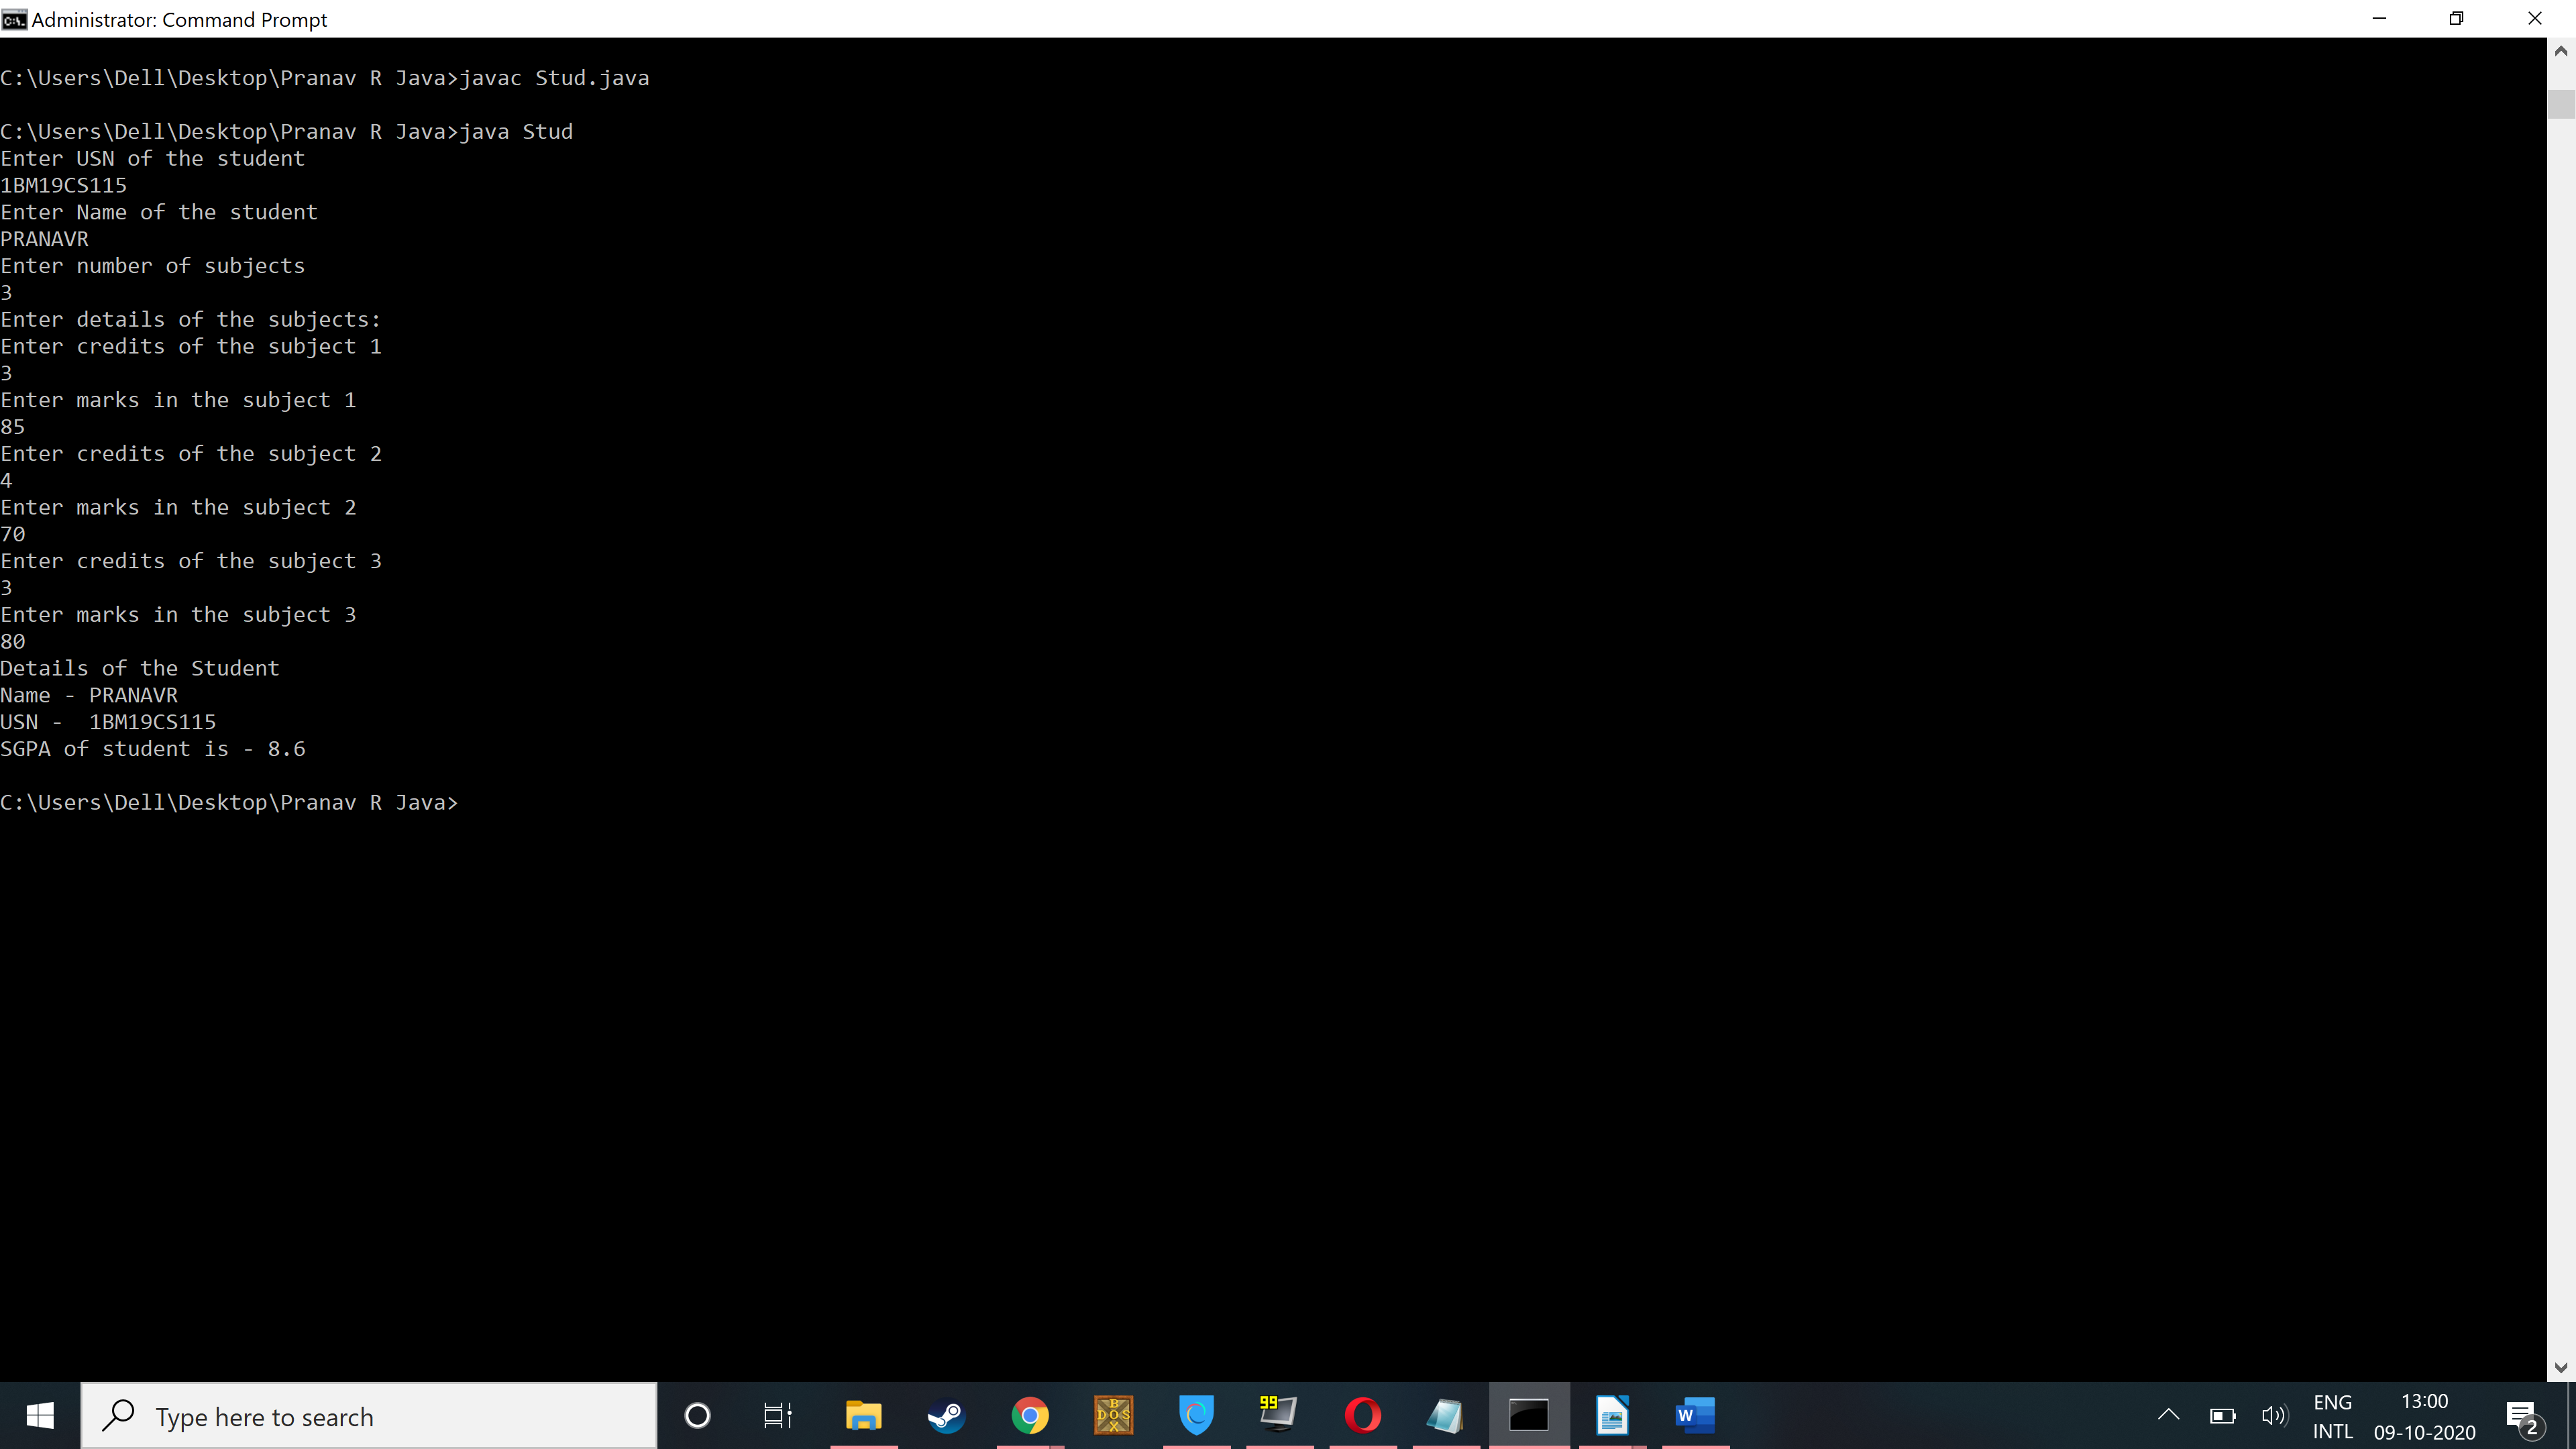 Administrator: Command Prompt
C:\Users\Dell\Desktop\Pranav R Java>javac Stud.java
C:\Users\Dell\Desktop\Pranav R Java>java Stud
Enter USN of the student
1BM19CS115
Enter Name of the student
PRANAVR
Enter number of subjects
3
Enter details of the subjects:
Enter credits of the subject 1
3
Enter marks in the subject 1
85
Enter credits of the subject 2
4
Enter marks in the subject 2
70
Enter credits of the subject 3
3
Enter marks in the subject 3
80
Details of the Student
Name - PRANAVR
USN -  1BM19CS115
SGPA of student is - 8.6
C:\Users\Dell\Desktop\Pranav R Java>
Type here to search
BOX
DOS
99
W
ENG
INTL
13:00
09-10-2020
2